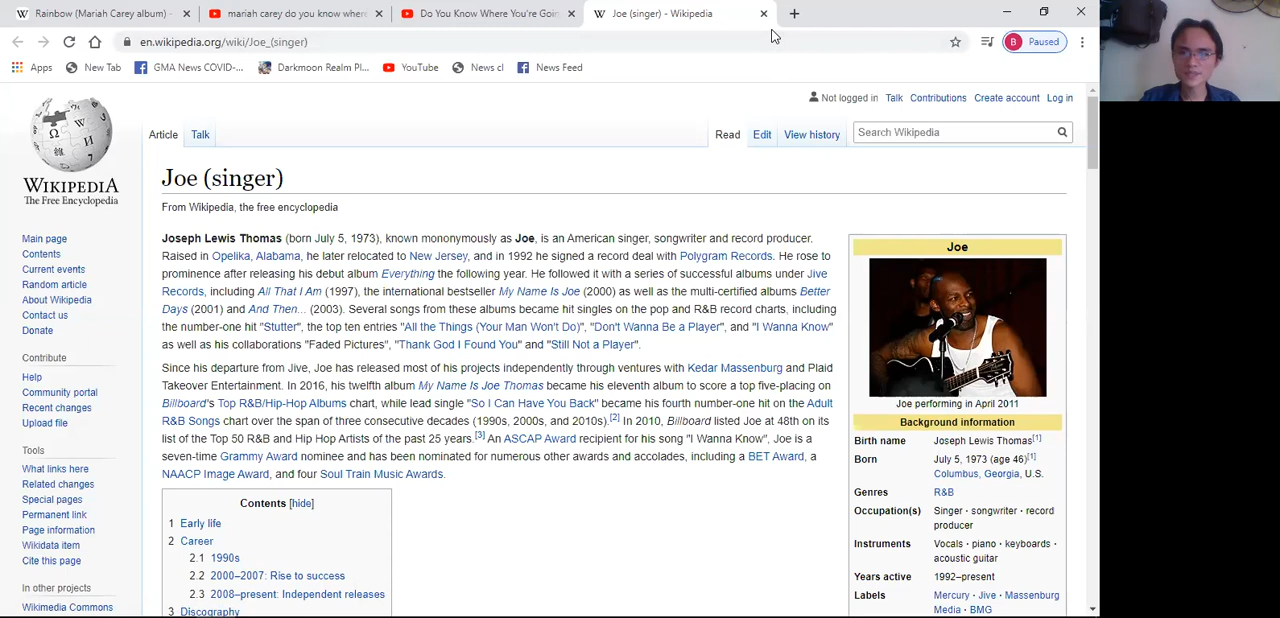 Rainbow (Mariah Carey album) -
mariah carey do you know where
Do You Know Where You're Goin
Joe (singer) - Wikipedia
en.wikipedia.org/wiki/Joe_(singer)
B Paused
Apps
New Tab
GMA News COVID-...
Darkmoon Realm Pl...
YouTube
News
News Feed
Not logged in Talk Contributions Create account Log in
Article Talk
Read Edit View history
Search Wikipedia
WIKIPEDIA
The Free Encyclopedia
Main page
Contents
Current events
Random article
About Wikipedia
Contact us
Donate
Contribute
Help
Community portal
Recent changes
Upload file
Tools
What links here
Related changes
Special pages
Permanent link
Page information
Wikidata item
Cite this page
In other projects
Wikimedia Commons
Joe (singer)
From Wikipedia, the free encyclopedia
Joseph Lewis Thomas (born July 5, 1973), known mononymously as Joe, is an American singer, songwriter and record producer.
Raised in Opelika, Alabama, he later relocated to New Jersey, and in 1992 he signed a record deal with Polygram Records. He rose to
prominence after releasing his debut album Everything the following year. He followed it with a series of successful albums under Jive
Records, including All That I Am (1997), the international bestseller My Name Is Joe (2000) as well as the multi-certified albums Better
Days (2001) and And Then... (2003). Several songs from these albums became hit singles on the pop and R&B record charts, including
the number-one hit "Stutter", the top ten entries "All the Things (Your Man Won't Do)", "Don't Wanna Be a Player", and "I Wanna Know"
as well as his collaborations "Faded Pictures", "Thank God I Found You" and "Still Not a Player".
Since his departure from Jive, Joe has released most of his projects independently through ventures with Kedar Massenburg and Plaid
Takeover Entertainment. In 2016, his twelfth album My Name Is Joe Thomas became his eleventh album to score a top five-placing on
Billboard's Top R&B/Hip-Hop Albums chart, while lead single "So I Can Have You Back" became his fourth number-one hit on the Adult
R&B Songs chart over the span of three consecutive decades (1990s, 2000s, and 2010s).[2] In 2010, Billboard listed Joe at 48th on its
list of the Top 50 R&B and Hip Hop Artists of the past 25 years.[3] An ASCAP Award recipient for his song "I Wanna Know", Joe is a
seven-time Grammy Award nominee and has been nominated for numerous other awards and accolades, including a BET Award, a
NAACP Image Award, and four Soul Train Music Awards.
Contents [hide]
1 Early life
2 Career
2.1 1990s
2.2 2000–2007: Rise to success
2.3 2008–present: Independent releases
3 Discography
Joe
Joe performing in April 2011
Background information
Birth name Joseph Lewis Thomas[1]
Born July 5, 1973 (age 46)[1]
Columbus, Georgia, U.S.
Genres R&B
Occupation(s) Singer · songwriter · record
producer
Instruments Vocals · piano · keyboards ·
acoustic guitar
Years active 1992–present
Labels Mercury · Jive · Massenburg
Media · BMG